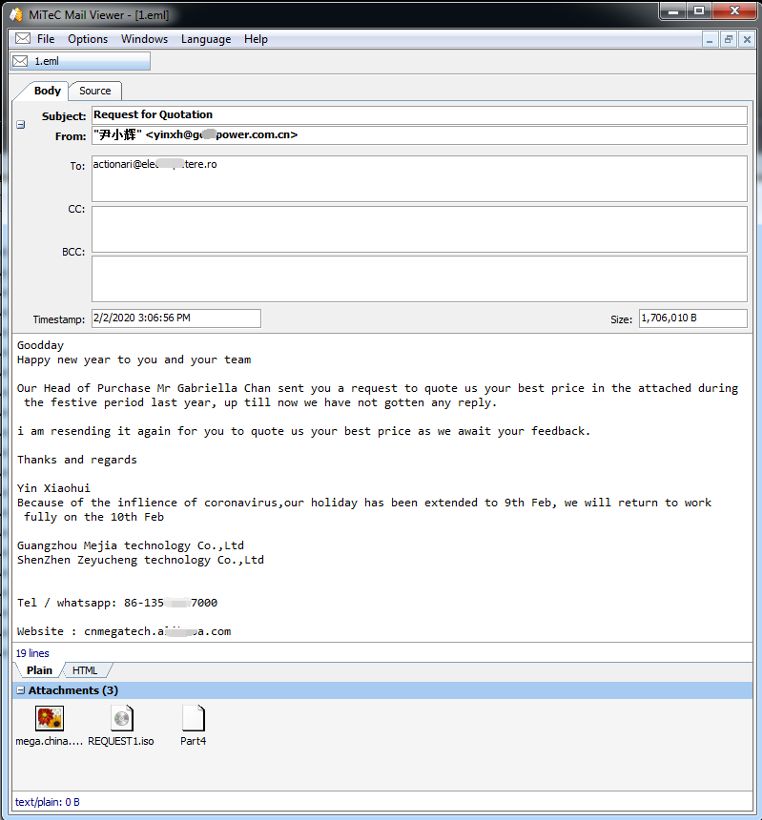 MiTeC Mail Viewer - [1.eml]
File Options Windows Language Help
1.eml
Body Source
Subject: Request for Quotation
From: "尹小辉" <yinxh@g power.com.cn>
To: actionari@ele tere.ro
CC:
BCC:
Timestamp: 2/2/2020 3:06:56 PM Size: 1,706,010 B
Goodday
Happy new year to you and your team
Our Head of Purchase Mr Gabriella Chan sent you a request to quote us your best price in the attached during
the festive period last year, up till now we have not gotten any reply.
i am resending it again for you to quote us your best price as we await your feedback.
Thanks and regards
Yin Xiaohui
Because of the inflience of coronavirus,our holiday has been extended to 9th Feb, we will return to work
fully on the 10th Feb
Guangzhou Mejia technology Co.,Ltd
ShenZhen Zeyucheng technology Co.,Ltd
Tel / whatsapp: 86-135 7000
Website : cnmegatech.a a.com
19 lines
Plain HTML
Attachments (3)
mega.china.... REQUEST1.iso Part4
text/plain: 0 B